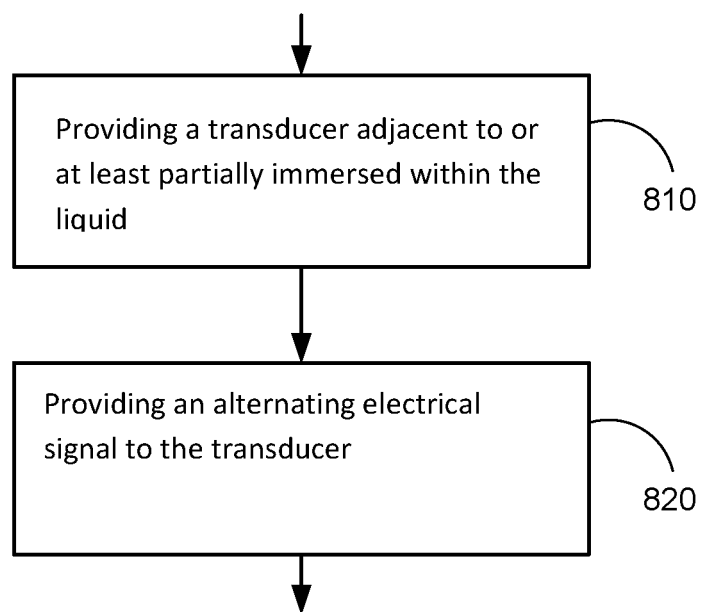 Providing a transducer adjacent to or
at least partially immersed within the
liquid
810
Providing an alternating electrical
signal to the transducer
820